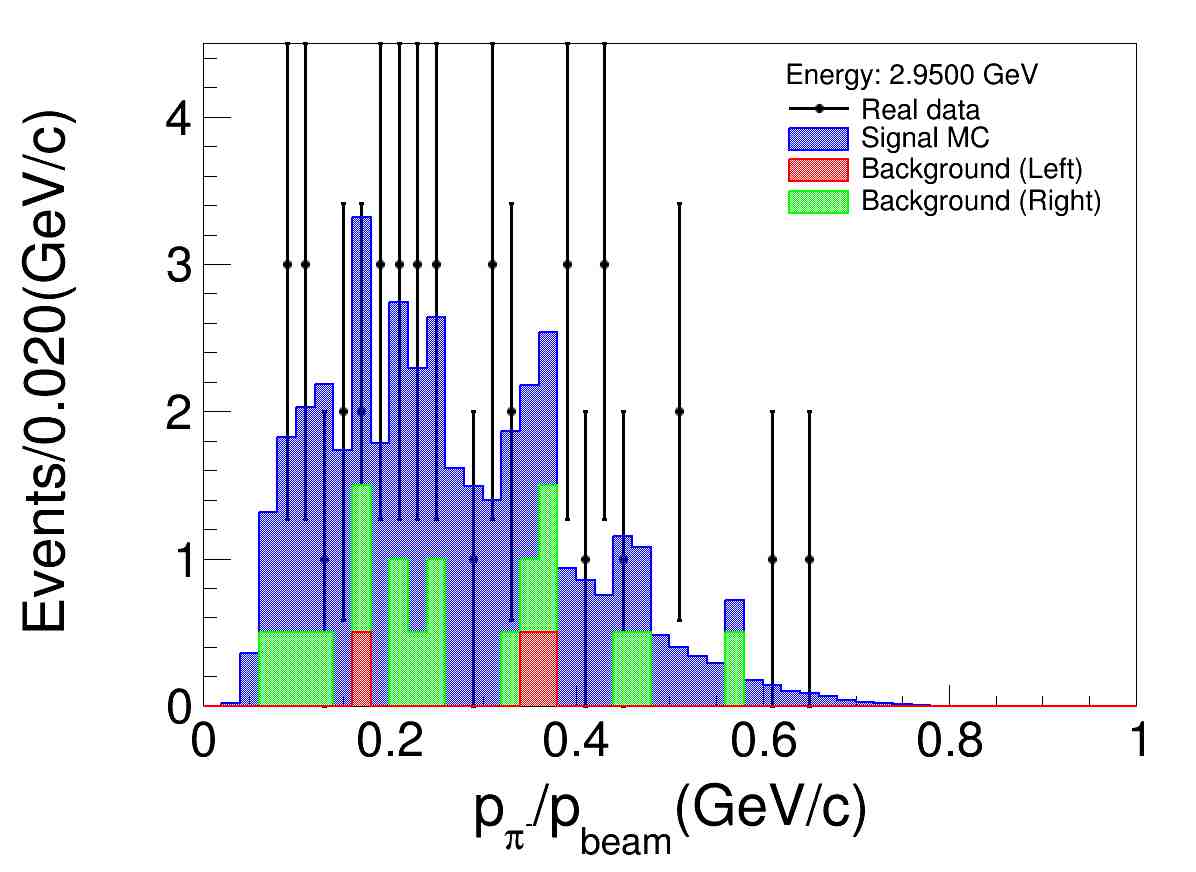 Energy: 2.9500 GeV
Real data
Signal MC
Background (Left)
Background (Right)
Events/0.020(GeV/c)
4
3
2
1
0
0 0.2 0.4 0.6 0.8 1
pπ-/pbeam(GeV/c)